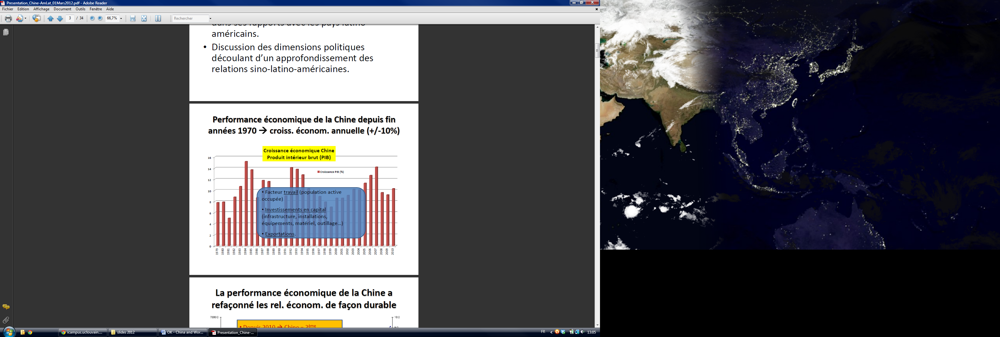 Presentation_Chine-AmLat_01Mars2012.pdf - Adobe Reader
Fichier Edition Affichage Document Outils Fenêtre Aide
3 / 34 66,7% Rechercher
dans ses rapports avec les pays latino-
américains.
• Discussion des dimensions politiques
découlant d’un approfondissement des
relations sino-latino-américaines.
Performance économique de la Chine depuis fin
années 1970 → croiss. économ. annuelle (+/-10%)
Croissance économique Chine
Produit intérieur brut (PIB)
16
14
12
10
8
6
4
2
0
Croissance PIB (%)
• Facteur travail (population active
occupée)
• Investissements en capital
(infrastructure, installations,
équipements, matériel, outillage...)
• Exportations.
1979 1980 1981 1982 1983 1984 1985 1986 1987 1988 1989 1990 1991 1992 1993 1994 1995 1996 1997 1998 1999 2000 2001 2002 2003 2004 2005 2006 2007 2008 2009 2010
La performance économique de la Chine a
refaçonné les rel. économ. de façon durable
7000.0
10.0
• Depuis 2010 → Chine = 2ème
icampus.uclouvain.... slides 2012 OK - China and Wor... Presentation_Chine-... FR 13:05